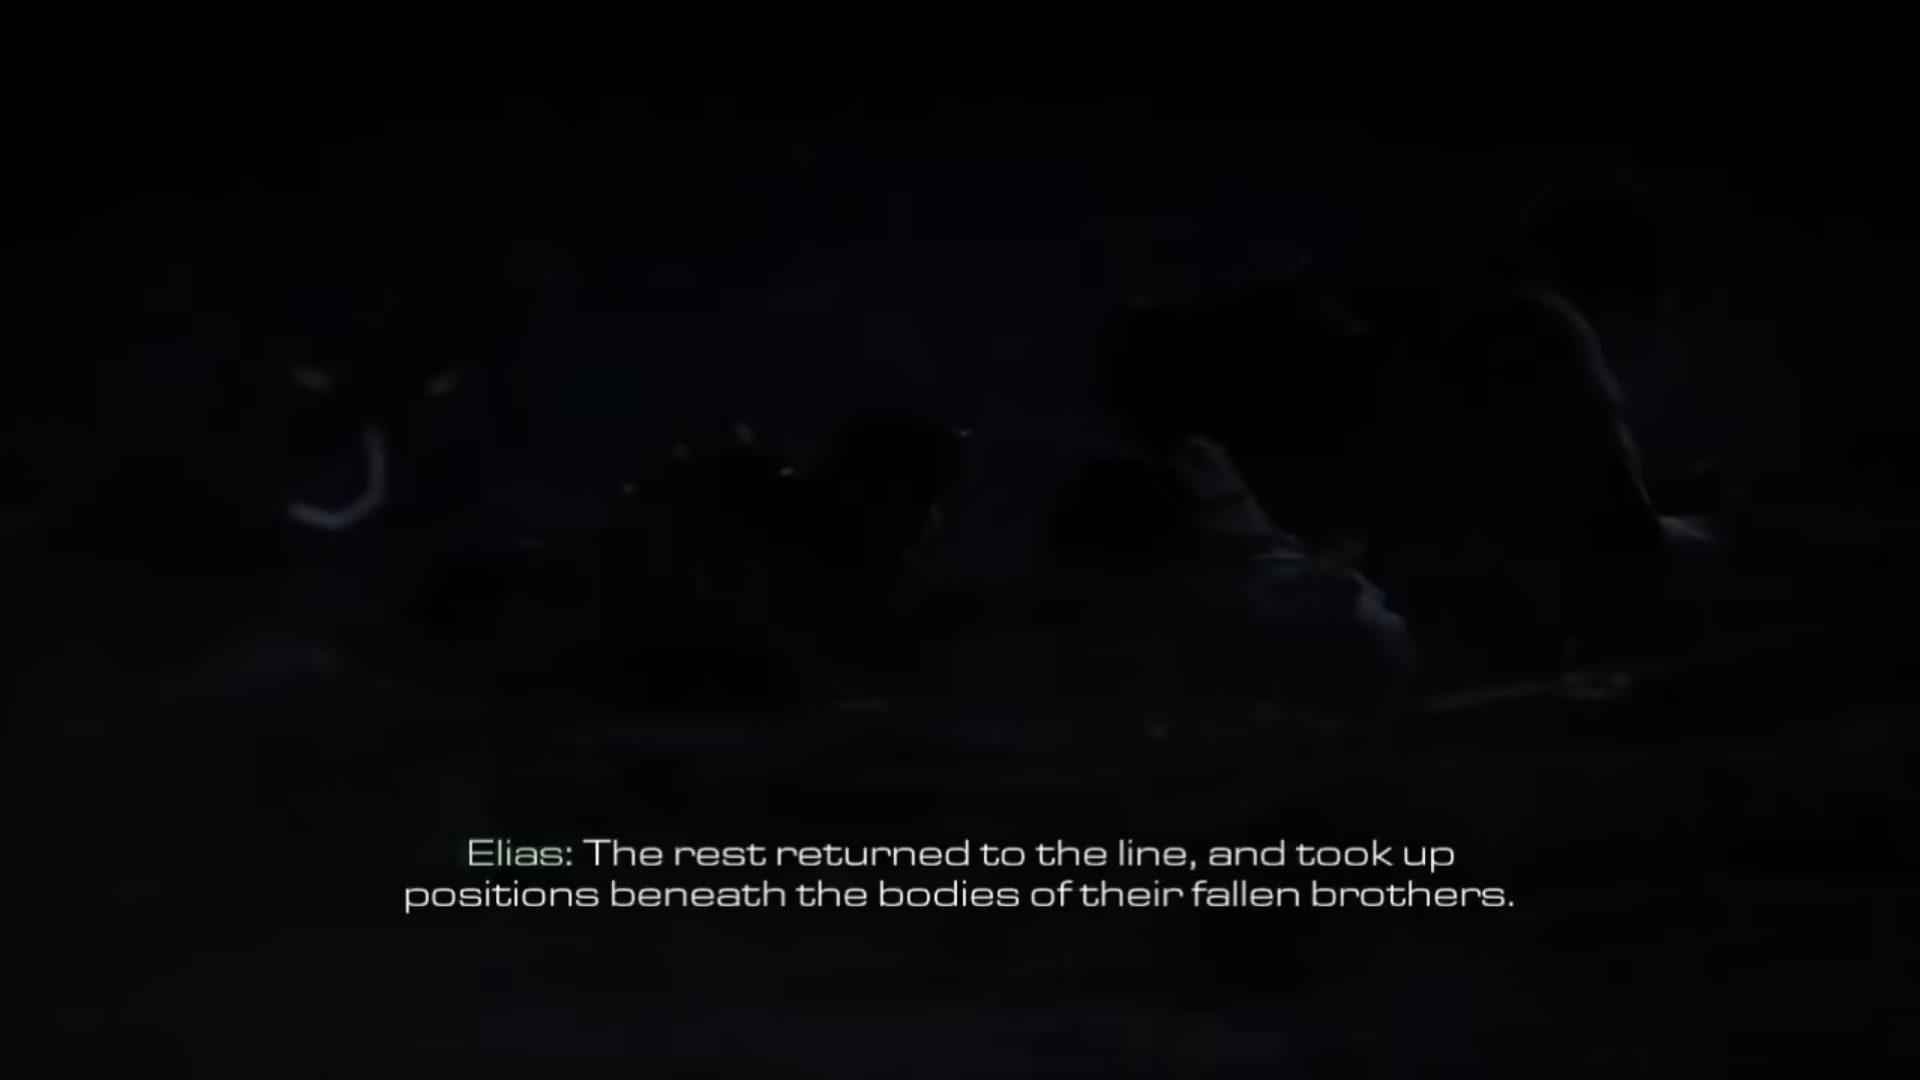 Elias: The rest returned to the line, and took up
positions beneath the bodies of their fallen brothers.